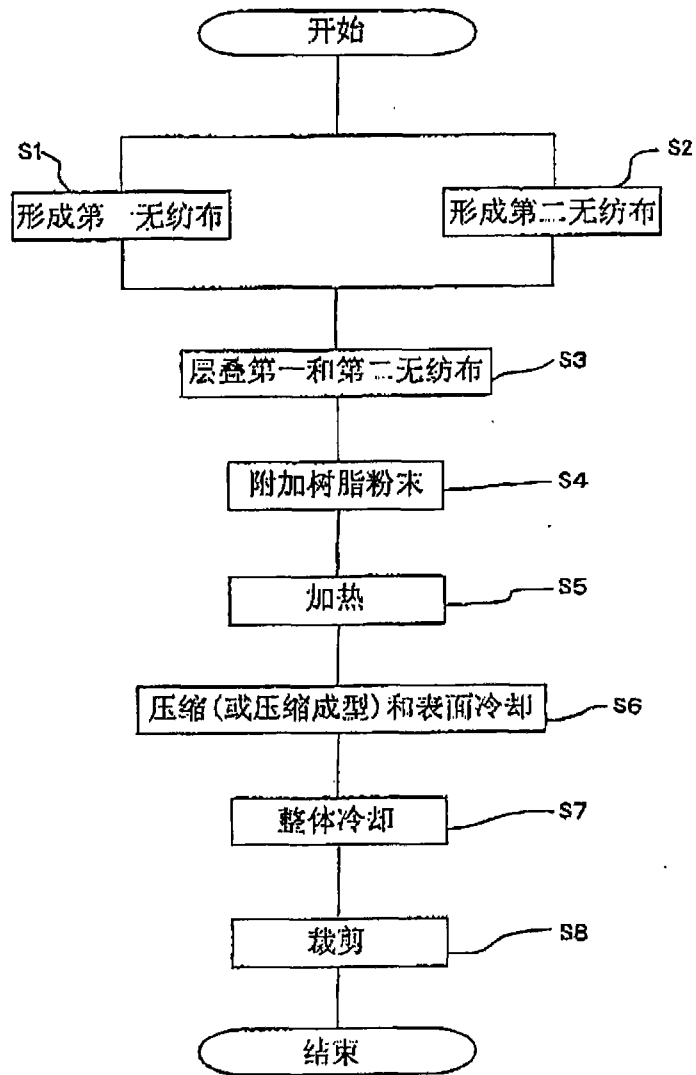 开始
S1
S2
形成第一无纺布
形成第二无纺布
层叠第一和第二无纺布
S3
附加树脂粉末
S4
加热
S5
压缩(或压缩成型)和表面冷却
S6
整体冷却
S7
裁剪
S8
结束